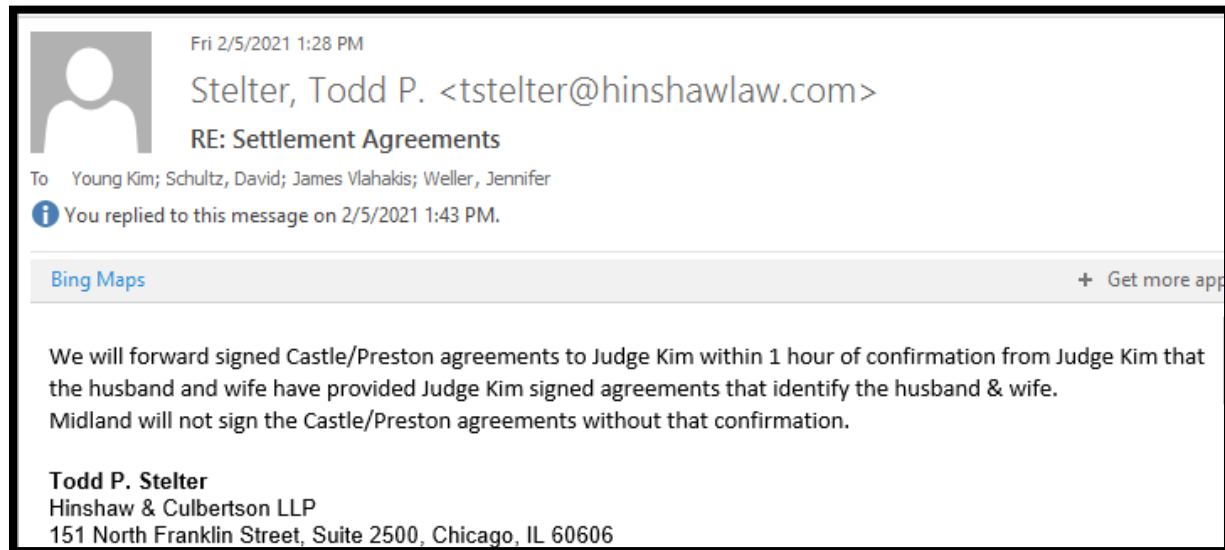 Fri 2/5/2021 1:28 PM
Stelter, Todd P. <tstelter@hinshawlaw.com>
RE: Settlement Agreements
To Young Kim; Schultz, David; James Vlahakis; Weller, Jennifer
You replied to this message on 2/5/2021 1:43 PM.
Bing Maps + Get more app
We will forward signed Castle/Preston agreements to Judge Kim within 1 hour of confirmation from Judge Kim that
the husband and wife have provided Judge Kim signed agreements that identify the husband & wife.
Midland will not sign the Castle/Preston agreements without that confirmation.
Todd P. Stelter
Hinshaw & Culbertson LLP
151 North Franklin Street, Suite 2500, Chicago, IL 60606